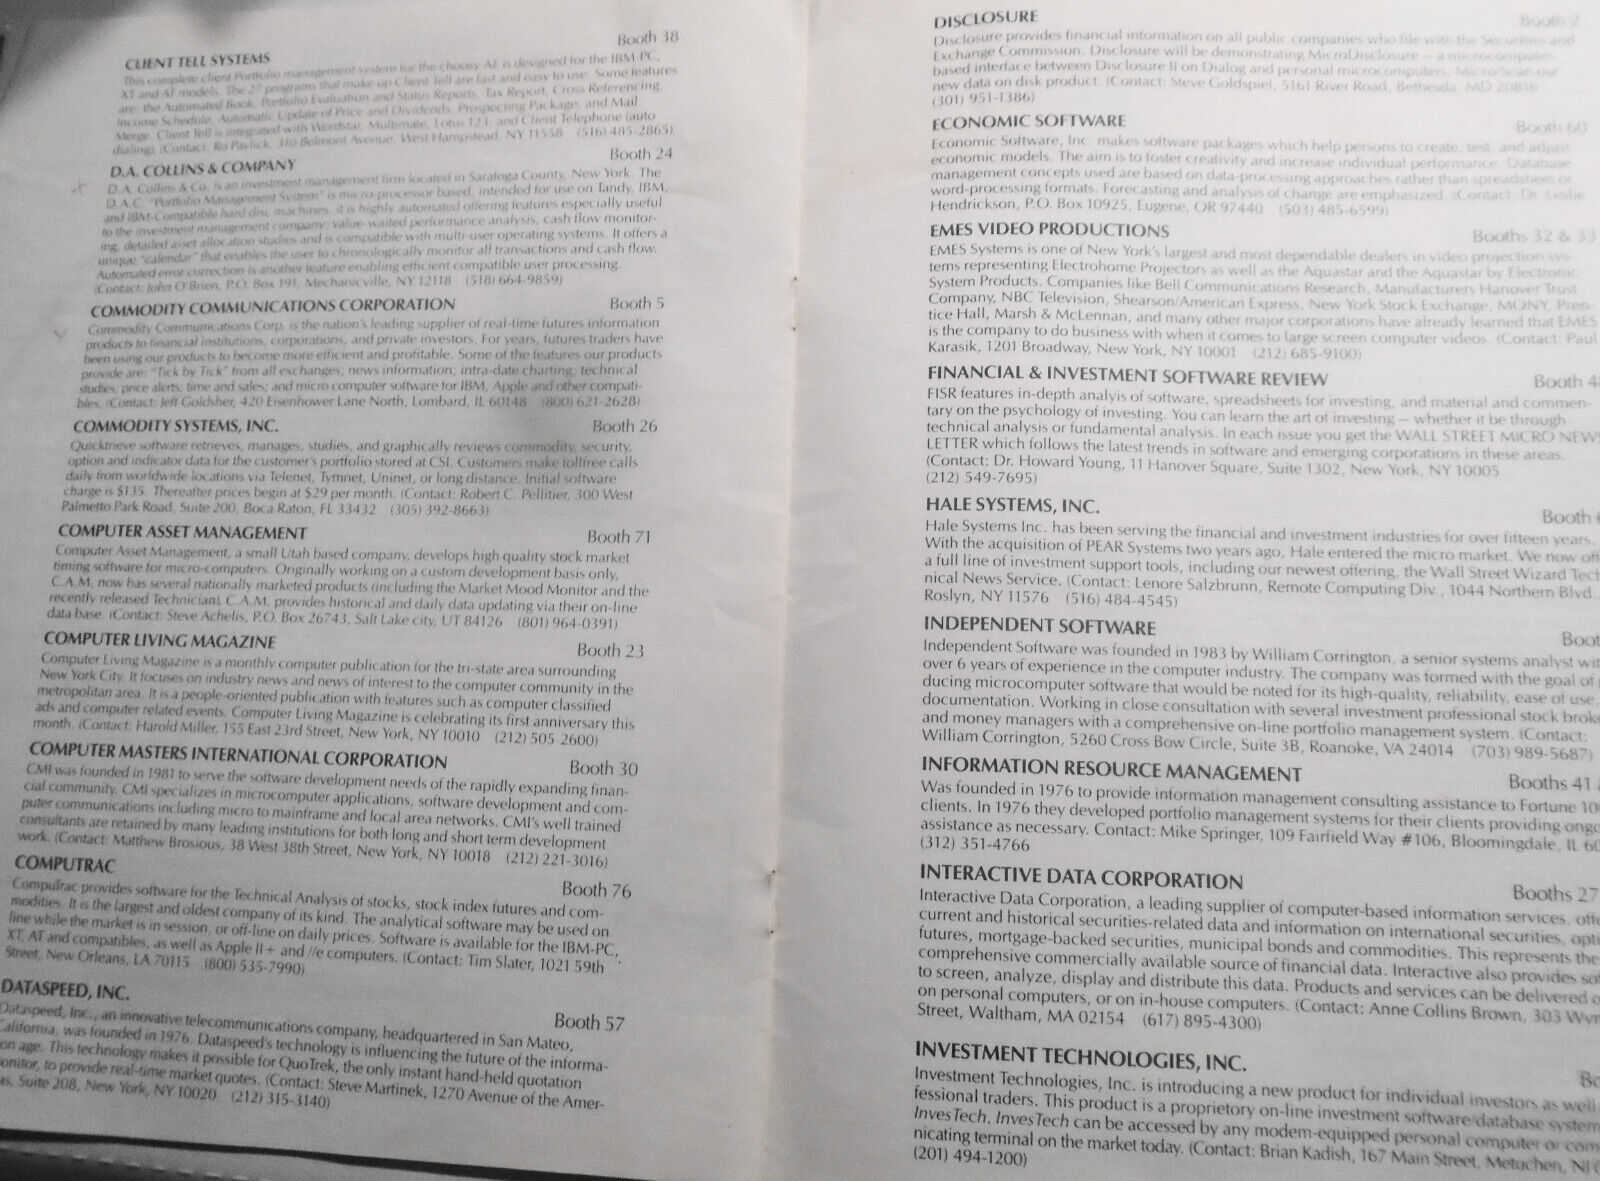 CLIENT TELL SYSTEMS Booth 38
This complete client Portfolio management system for the choosy AE is designed for the IBM-PC,
XT and AT models. The 27 programs that make up Client Tell are fast and easy to use. Some features
are: the Automated Book, Portfolio Evaluation and Status Reports, Tax Report, Cross Referencing,
Income Schedule, Automatic Update of Price and Dividends, Prospecting Package, and Mail
Merge. Client Tell is integrated with Wordstar, Multimate, Lotus 123, and Client Telephone (auto
dialing). (Contact: Ro Pavlick, 310 Belmont Avenue, West Hampstead, NY 11558 (516) 485-2865)
D.A. COLLINS & COMPANY Booth 24
D.A. Collins & Co. is an investment management firm located in Saratoga County, New York. The
D.A.C. "Portfolio Management System" is micro-processor based, intended for use on Tandy, IBM,
and IBM-Compatible hard disc machines, it is highly automated offering features especially useful
to the investment management company: value-waited performance analysis, cash flow monitor-
ing, detailed asset allocation studies and is compatible with multi-user operating systems. It offers a
unique "calendar" that enables the user to chronologically monitor all transactions and cash flow.
Automated error correction is another feature enabling efficient compatible user processing.
(Contact: John O'Brien, P.O. Box 191, Mechanicville, NY 12118 (518) 664-9859)
COMMODITY COMMUNICATIONS CORPORATION Booth 5
Commodity Communications Corp. is the nation's leading supplier of real-time futures information
products to financial institutions, corporations, and private investors. For years, futures traders have
been using our products to become more efficient and profitable. Some of the features our products
provide are: "Tick by Tick" from all exchanges; news information; intra-date charting; technical
studies; price alerts; time and sales; and micro computer software for IBM, Apple and other compati-
bles. (Contact: Jeff Goldsher, 420 Eisenhower Lane North, Lombard, IL 60148 (800) 621-2628)
COMMODITY SYSTEMS, INC. Booth 26
Quicktrieve software retrieves, manages, studies, and graphically reviews commodity, security,
option and indicator data for the customer's portfolio stored at CSI. Customers make tollfree calls
daily from worldwide locations via Telenet, Tymnet, Uninet, or long distance. Initial software
charge is $135. Thereafter prices begin at $29 per month. (Contact: Robert C. Pellitier, 300 West
Palmetto Park Road, Suite 200, Boca Raton, FL 33432 (305) 392-8663)
COMPUTER ASSET MANAGEMENT Booth 71
Computer Asset Management, a small Utah based company, develops high quality stock market
timing software for micro-computers. Originally working on a custom development basis only,
C.A.M. now has several nationally marketed products (including the Market Mood Monitor and the
recently released Technician). C.A.M. provides historical and daily data updating via their on-line
data base. (Contact: Steve Achelis, P.O. Box 26743, Salt Lake city, UT 84126 (801) 964-0391)
COMPUTER LIVING MAGAZINE Booth 23
Computer Living Magazine is a monthly computer publication for the tri-state area surrounding
New York City. It focuses on industry news and news of interest to the computer community in the
metropolitan area. It is a people-oriented publication with features such as computer classified
ads and computer related events. Computer Living Magazine is celebrating its first anniversary this
month. (Contact: Harold Miller, 155 East 23rd Street, New York, NY 10010 (212) 505-2600)
COMPUTER MASTERS INTERNATIONAL CORPORATION Booth 30
CMI was founded in 1981 to serve the software development needs of the rapidly expanding finan-
cial community. CMI specializes in microcomputer applications, software development and com-
puter communications including micro to mainframe and local area networks. CMI's well trained
consultants are retained by many leading institutions for both long and short term development
work. (Contact: Matthew Brosious, 38 West 38th Street, New York, NY 10018 (212) 221-3016)
COMPUTRAC Booth 76
CompuTrac provides software for the Technical Analysis of stocks, stock index futures and com-
modities. It is the largest and oldest company of its kind. The analytical software may be used on
line while the market is in session, or off-line on daily prices. Software is available for the IBM-PC,
XT, AT and compatibles, as well as Apple II+ and //e computers. (Contact: Tim Slater, 1021 59th
Street, New Orleans, LA 70115 (800) 535-7990)
DATASPEED, INC. Booth 57
Dataspeed, Inc., an innovative telecommunications company, headquartered in San Mateo,
California, was founded in 1976. Dataspeed's technology is influencing the future of the informa-
on age. This technology makes it possible for QuoTrek, the only instant hand-held quotation
onitor, to provide real-time market quotes. (Contact: Steve Martinek, 1270 Avenue of the Amer-
as, Suite 208, New York, NY 10020 (212) 315-3140)
DISCLOSURE Booth 2
Disclosure provides financial information on all public companies who file with the Securities and
Exchange Commission. Disclosure will be demonstrating MicroDisclosure — a microcomputer-
based interface between Disclosure II on Dialog and personal microcomputers. Micro/Scan our
new data on disk product. (Contact: Steve Goldspiel, 5161 River Road, Bethesda, MD 20816
(301) 951-1386)
ECONOMIC SOFTWARE Booth 60
Economic Software, Inc. makes software packages which help persons to create, test, and adjust
economic models. The aim is to foster creativity and increase individual performance. Database
management concepts used are based on data-processing approaches rather than spreadsheet or
word-processing formats. Forecasting and analysis of change are emphasized. (Contact: Dr. Leslie
Hendrickson, P.O. Box 10925, Eugene, OR 97440 (503) 485-6599)
EMES VIDEO PRODUCTIONS Booths 32 & 33
EMES Systems is one of New York's largest and most dependable dealers in video projection sys-
tems representing Electrohome Projectors as well as the Aquastar and the Aquastar by Electronic
System Products. Companies like Bell Communications Research, Manufacturers Hanover Trust
Company, NBC Television, Shearson/American Express, New York Stock Exchange, MONY, Pren-
tice Hall, Marsh & McLennan, and many other major corporations have already learned that EMES
is the company to do business with when it comes to large screen computer videos. (Contact: Paul
Karasik, 1201 Broadway, New York, NY 10001 (212) 685-9100)
FINANCIAL & INVESTMENT SOFTWARE REVIEW Booth 4
FISR features in-depth analyis of software, spreadsheets for investing, and material and commen-
tary on the psychology of investing. You can learn the art of investing — whether it be through
technical analysis or fundamental analysis. In each issue you get the WALL STREET MICRO NEWS
LETTER which follows the latest trends in software and emerging corporations in these areas.
(Contact: Dr. Howard Young, 11 Hanover Square, Suite 1302, New York, NY 10005
(212) 549-7695)
HALE SYSTEMS, INC. Booth
Hale Systems Inc. has been serving the financial and investment industries for over fifteen years.
With the acquisition of PEAR Systems two years ago, Hale entered the micro market. We now off
a full line of investment support tools, including our newest offering, the Wall Street Wizard Tech
nical News Service. (Contact: Lenore Salzbrunn, Remote Computing Div., 1044 Northern Blvd.
Roslyn, NY 11576 (516) 484-4545)
INDEPENDENT SOFTWARE Boot
Independent Software was founded in 1983 by William Corrington, a senior systems analyst wit
over 6 years of experience in the computer industry. The company was formed with the goal of
ducing microcomputer software that would be noted for its high-quality, reliability, ease of use,
documentation. Working in close consultation with several investment professional stock broke
and money managers with a comprehensive on-line portfolio management system. (Contact:
William Corrington, 5260 Cross Bow Circle, Suite 3B, Roanoke, VA 24014 (703) 989-5687)
INFORMATION RESOURCE MANAGEMENT Booths 41
Was founded in 1976 to provide information management consulting assistance to Fortune 10
clients. In 1976 they developed portfolio management systems for their clients providing ongo
assistance as necessary. Contact: Mike Springer, 109 Fairfield Way #106, Bloomingdale, IL 60
(312) 351-4766
INTERACTIVE DATA CORPORATION Booths 27
Interactive Data Corporation, a leading supplier of computer-based information services, offe
current and historical securities-related data and information on international securities, opti
futures, mortgage-backed securities, municipal bonds and commodities. This represents the
comprehensive commercially available source of financial data. Interactive also provides sof
to screen, analyze, display and distribute this data. Products and services can be delivered o
on personal computers, or on in-house computers. (Contact: Anne Collins Brown, 303 Wym
Street, Waltham, MA 02154 (617) 895-4300)
INVESTMENT TECHNOLOGIES, INC. Bo
Investment Technologies, Inc. is introducing a new product for individual investors as well
fessional traders. This product is a proprietary on-line investment software/database system
InvesTech. InvesTech can be accessed by any modem-equipped personal computer or com
nicating terminal on the market today. (Contact: Brian Kadish, 167 Main Street, Metuchen, NJ
(201) 494-1200)